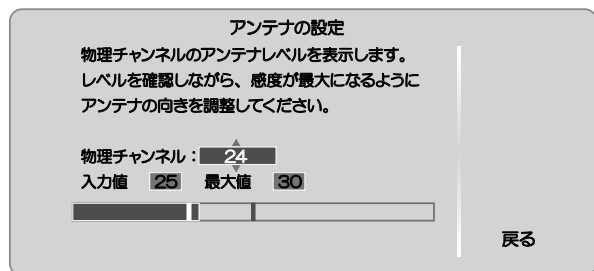 アンテナの設定
物理チャンネルのアンテナレベルを表示します。
レベルを確認しながら、感度が最大になるように
アンテナの向きを調整してください。
物理チャンネル：24
入力値 25 最大値 30
戻る